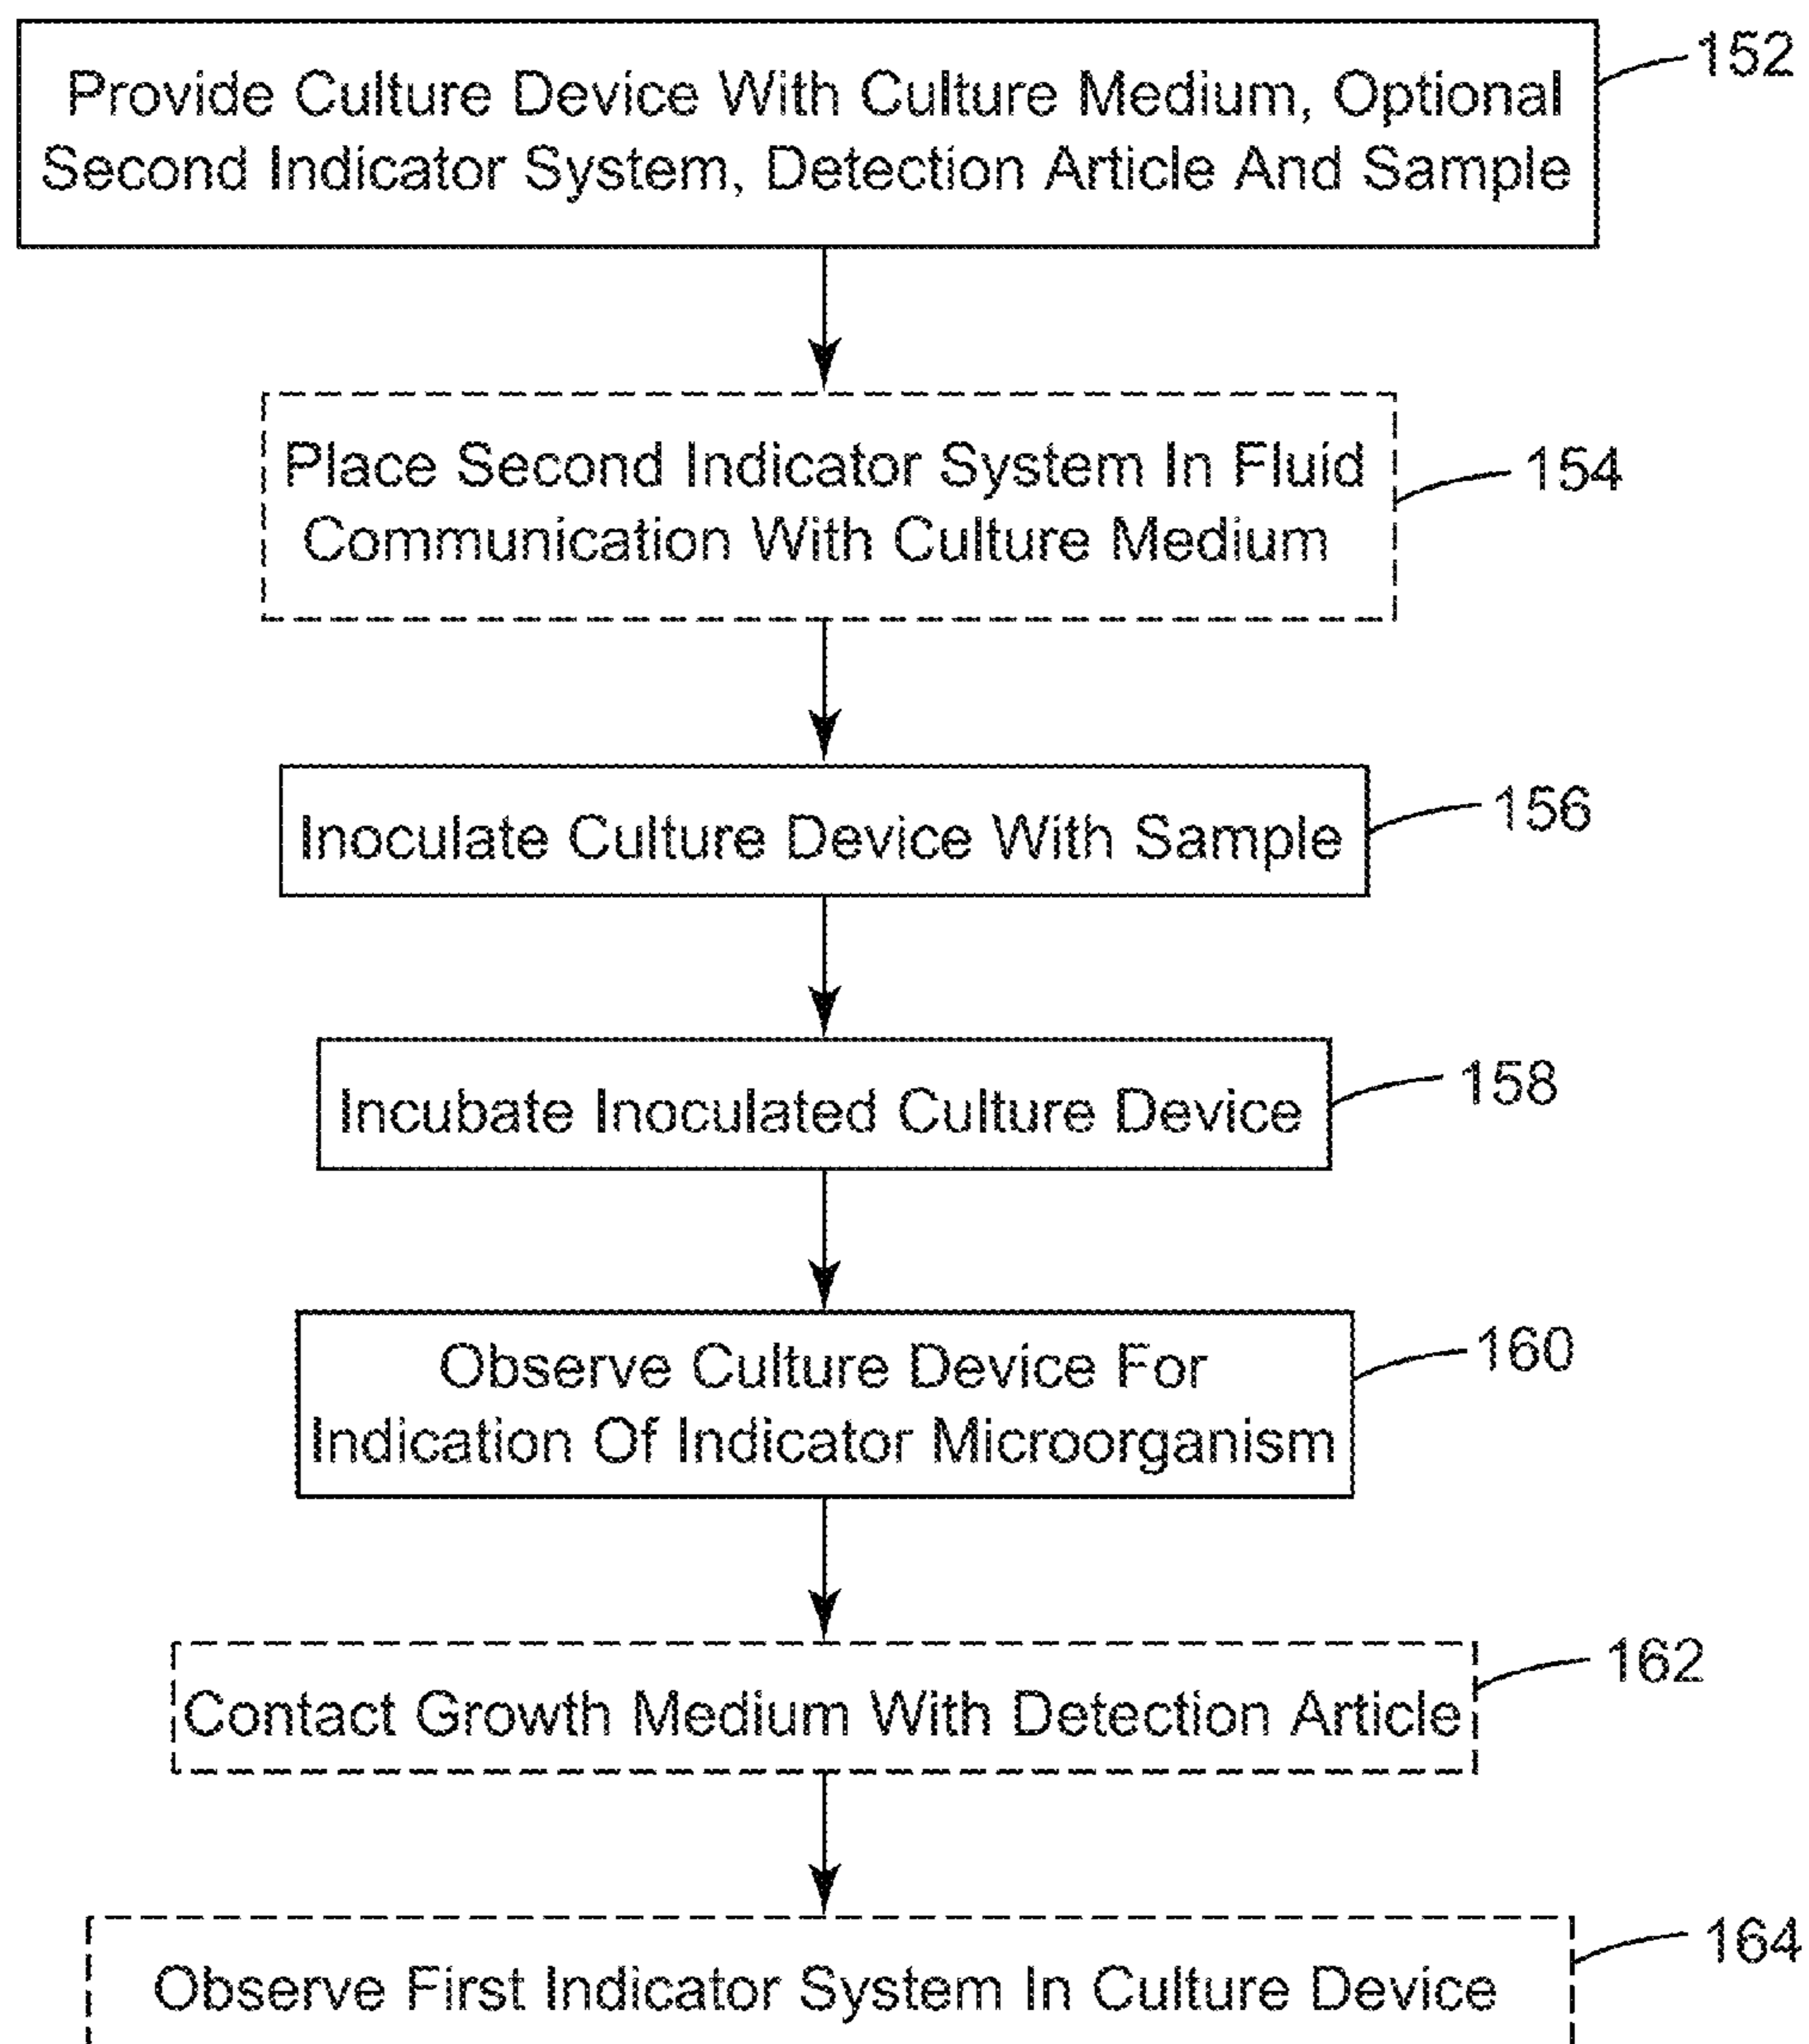 152
Provide Culture Device With Culture Medium, Optional
Second Indicator System, Detection Article And Sample
154
Place Second Indicator System In Fluid
Communication With Culture Medium
156
Inoculate Culture Device With Sample
158
Incubate Inoculated Culture Device
160
Observe Culture Device For
Indication Of Indicator Microorganism
162
Contact Growth Medium With Detection Article
164
Observe First Indicator System In Culture Device